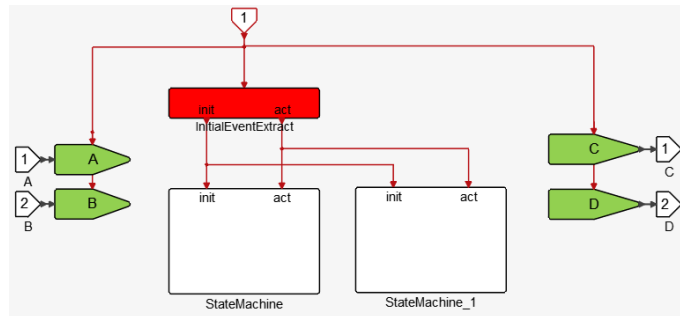 1
init act
InitialEventExtract
1 A C 1
A C
init act init act
2 B D 2
B D
StateMachine StateMachine_1